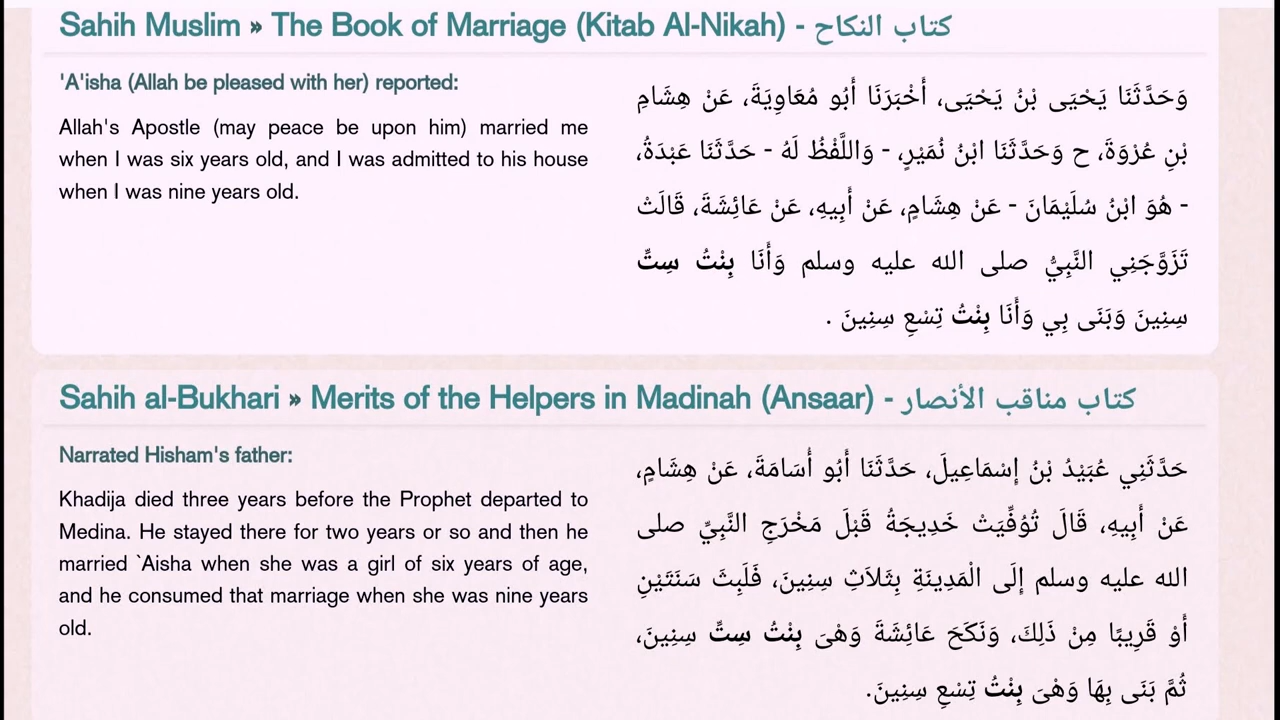 Sahih Muslim » The Book of Marriage (Kitab Al-Nikah) - كتاب النكاح
'A'isha (Allah be pleased with her) reported:
Allah's Apostle (may peace be upon him) married me
when I was six years old, and I was admitted to his house
when I was nine years old.
وَحَدَّثَنَا يَحْيَى بْنُ يَحْيَى، أَخْبَرَنَا أَبُو مُعَاوِيَةَ، عَنْ هِشَامِ
بْنِ عُرْوَةَ، ح وَحَدَّثَنَا ابْنُ نُمَيْرٍ، - وَاللَّفْظُ لَهُ - حَدَّثَنَا عَبْدَةُ،
- هُوَ ابْنُ سُلَيْمَانَ - عَنْ هِشَامٍ، عَنْ أَبِيهِ، عَنْ عَائِشَةَ، قَالَتْ
تَزَوَّجَنِي النَّبِيُّ صلى الله عليه وسلم وَأَنَا بِنْتُ سِتِّ
سِنِينَ وَبَنَى بِي وَأَنَا بِنْتُ تِسْعِ سِنِينَ .
Sahih al-Bukhari » Merits of the Helpers in Madinah (Ansaar) - كتاب مناقب الأنصار
Narrated Hisham's father:
Khadija died three years before the Prophet departed to
Medina. He stayed there for two years or so and then he
married `Aisha when she was a girl of six years of age,
and he consumed that marriage when she was nine years
old.
حَدَّثَنِي عُبَيْدُ بْنُ إِسْمَاعِيلَ، حَدَّثَنَا أَبُو أُسَامَةَ، عَنْ هِشَامٍ،
عَنْ أَبِيهِ، قَالَ تُوُفِّيَتْ خَدِيجَةُ قَبْلَ مَخْرَجِ النَّبِيِّ صلى
الله عليه وسلم إِلَى الْمَدِينَةِ بِثَلاَثِ سِنِينَ، فَلَبِثَ سَنَتَيْنِ
أَوْ قَرِيبًا مِنْ ذَلِكَ، وَنَكَحَ عَائِشَةَ وَهْىَ بِنْتُ سِتِّ سِنِينَ،
ثُمَّ بَنَى بِهَا وَهْىَ بِنْتُ تِسْعِ سِنِينَ.